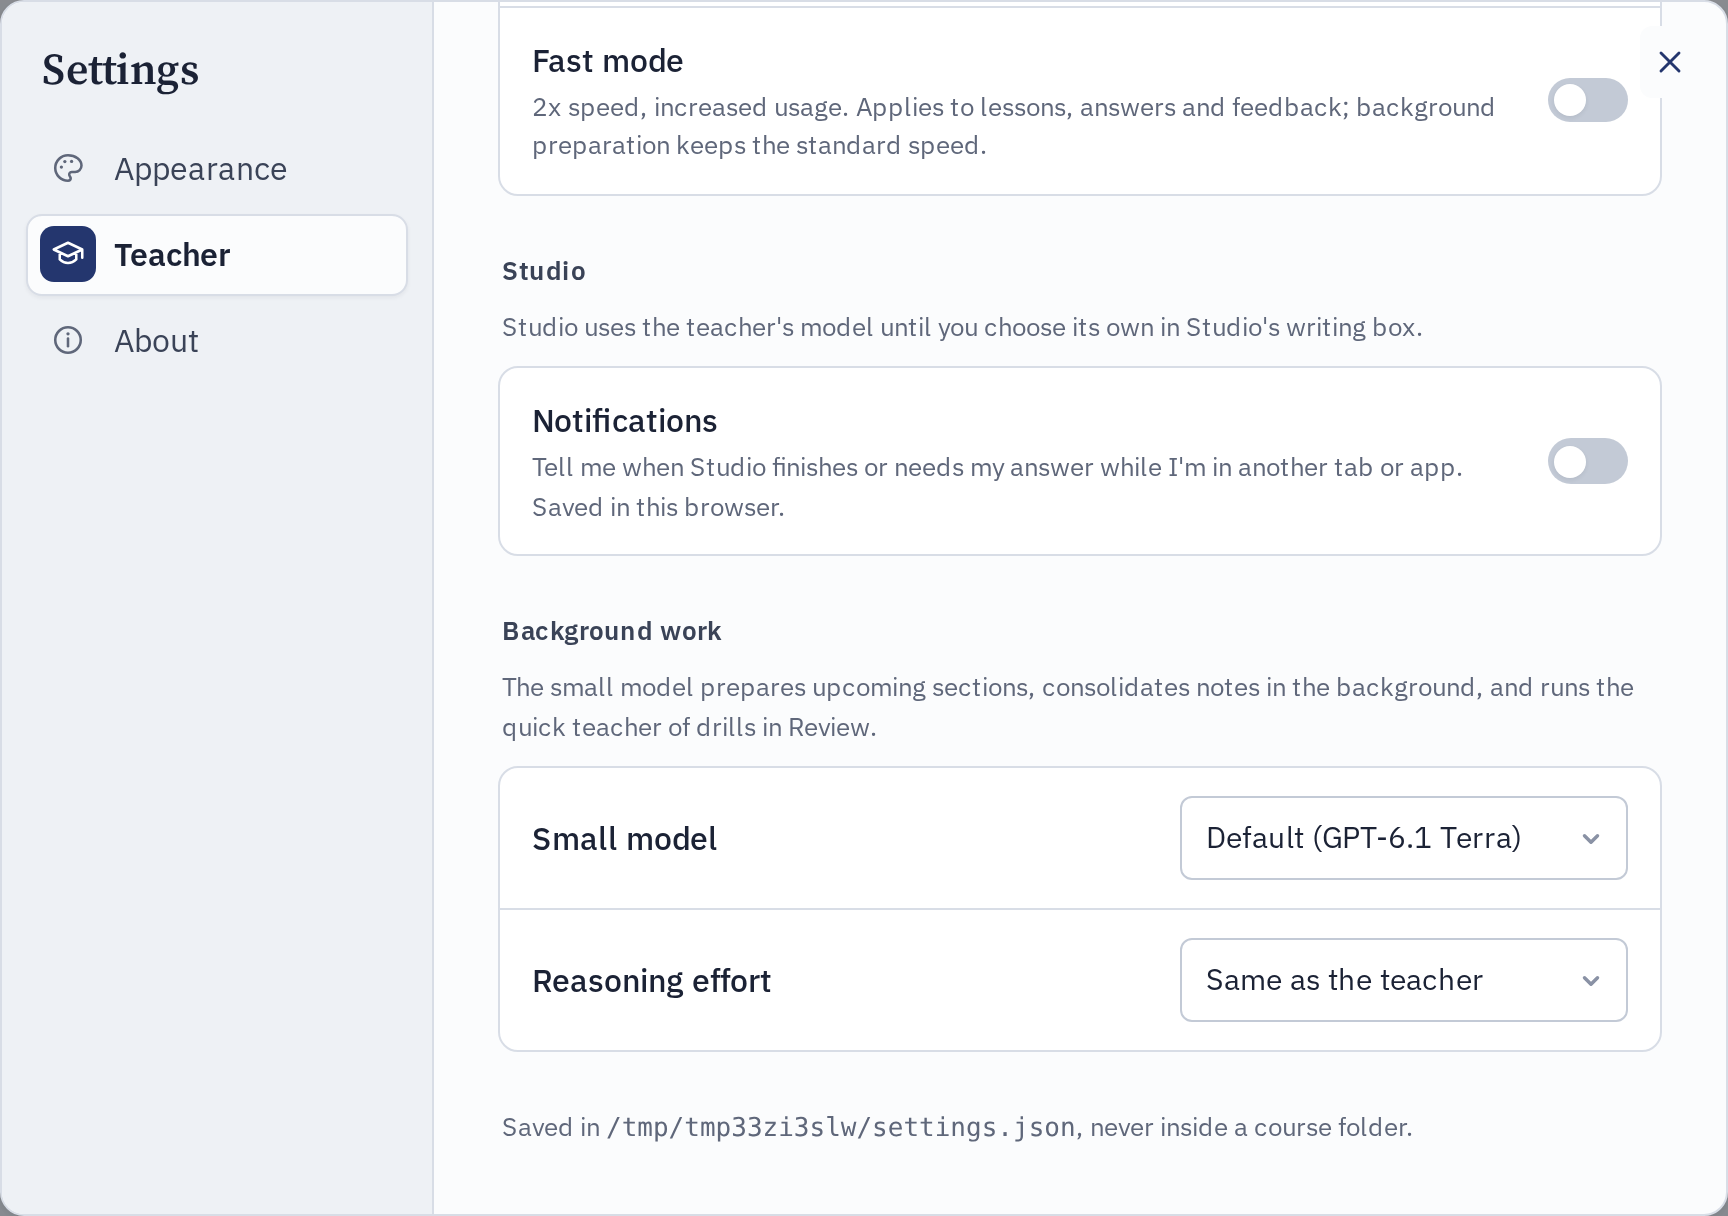 Settings
Appearance
Teacher
About
Fast mode
2x speed, increased usage. Applies to lessons, answers and feedback; background
preparation keeps the standard speed.
Studio
Studio uses the teacher's model until you choose its own in Studio's writing box.
Notifications
Tell me when Studio finishes or needs my answer while I'm in another tab or app.
Saved in this browser.
Background work
The small model prepares upcoming sections, consolidates notes in the background, and runs the
quick teacher of drills in Review.
Small model
Default (GPT-6.1 Terra)
Reasoning effort
Same as the teacher
Saved in /tmp/tmp33zi3slw/settings.json, never inside a course folder.